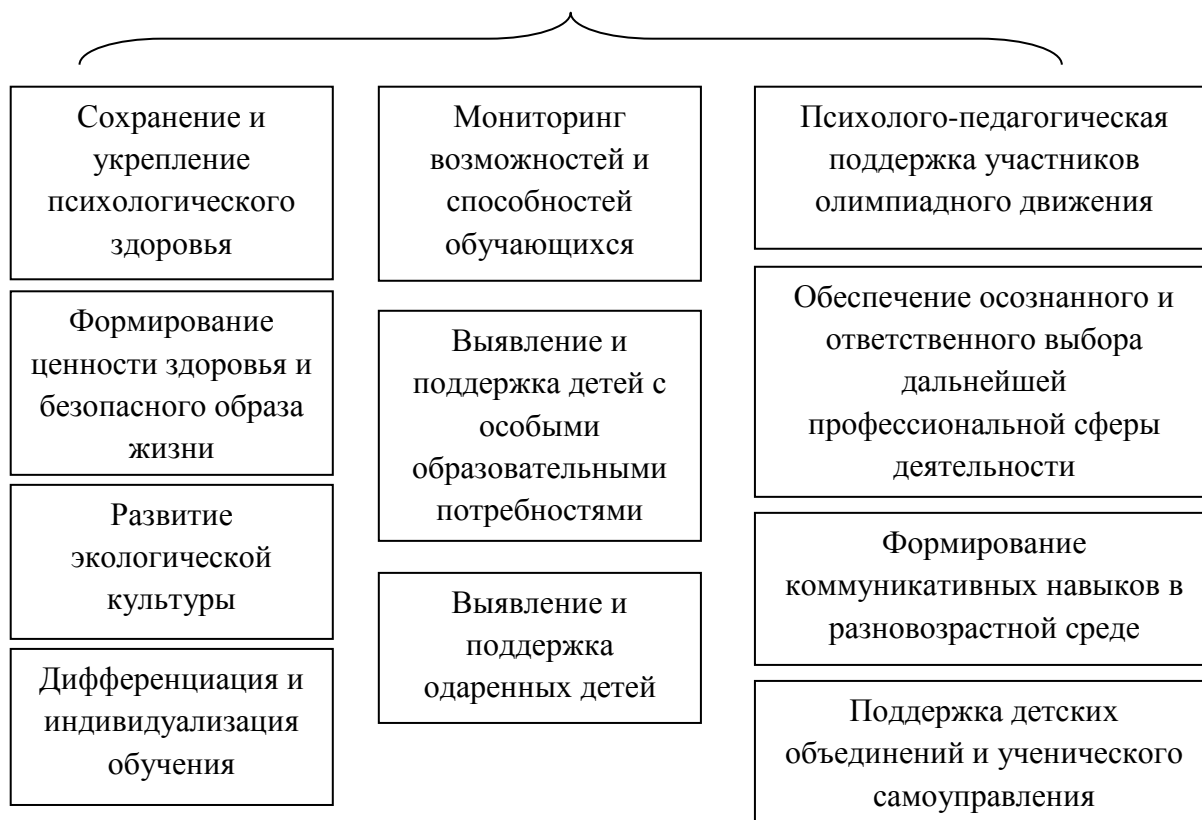 Сохранение и
укрепление
психологического
здоровья
Формирование
ценности здоровья и
безопасного образа
жизни
Развитие
экологической
культуры
Дифференциация и
индивидуализация
обучения
Мониторинг
возможностей и
способностей
обучающихся
Выявление и
поддержка детей с
особыми
образовательными
потребностями
Выявление и
поддержка
одаренных детей
Психолого-педагогическая
поддержка участников
олимпиадного движения
Обеспечение осознанного и
ответственного выбора
дальнейшей
профессиональной сферы
деятельности
Формирование
коммуникативных навыков в
разновозрастной среде
Поддержка детских
объединений и ученического
самоуправления